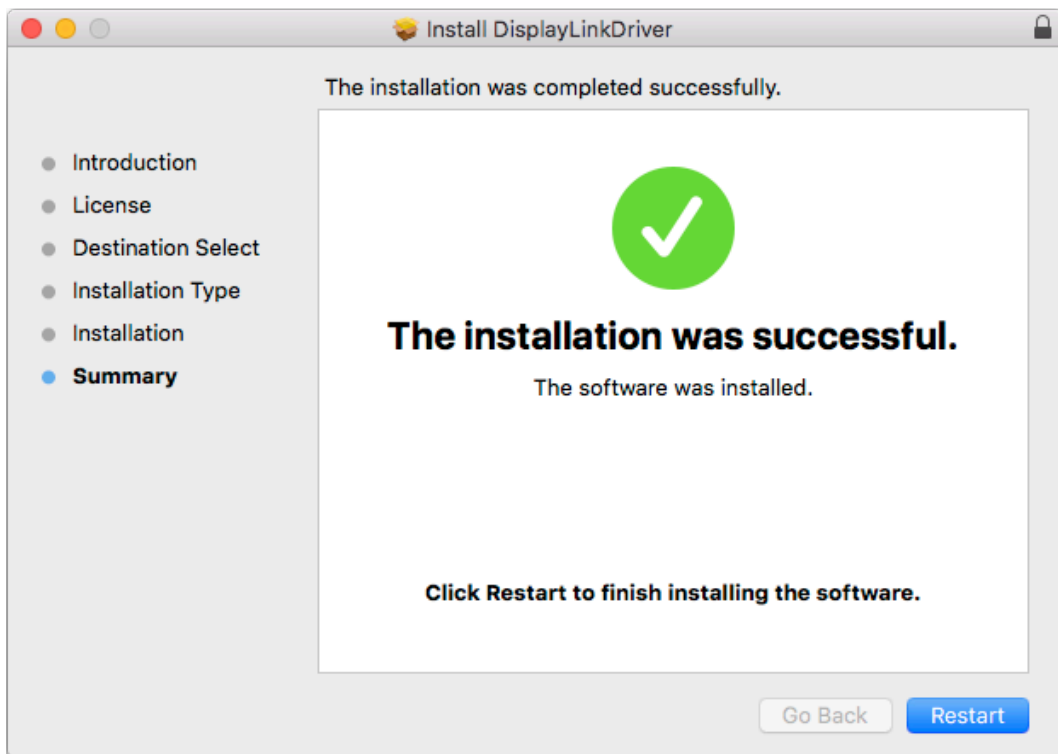 Install DisplayLinkDriver
The installation was completed successfully.
Introduction
License
Destination Select
Installation Type
Installation
Summary
The installation was successful.
The software was installed.
Click Restart to finish installing the software.
Go Back
Restart